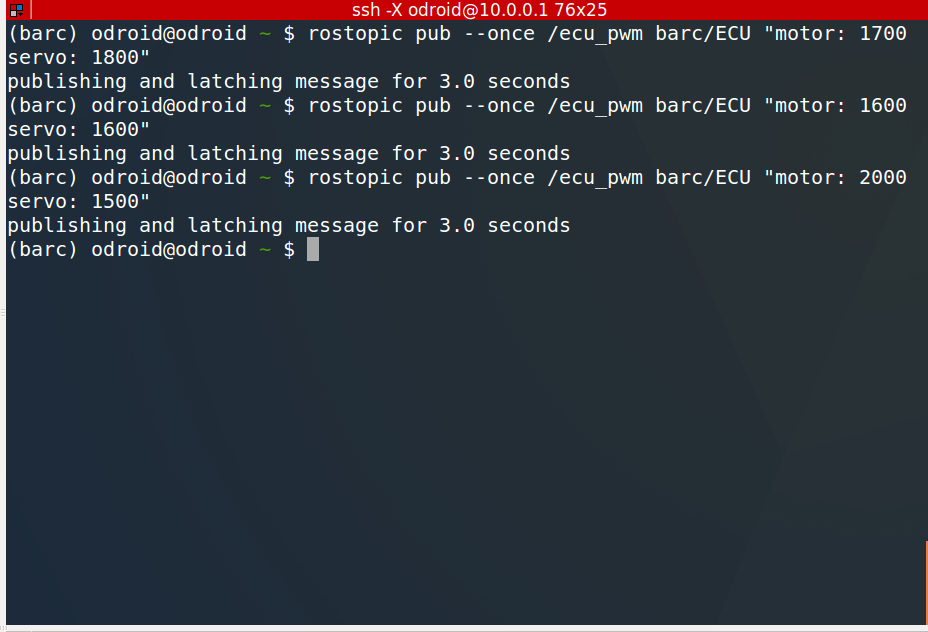 ssh -X odroid@10.0.0.1 76x25
(barc) odroid@odroid ~ $ rostopic pub --once /ecu_pwm barc/ECU "motor: 1700
servo: 1800"
publishing and latching message for 3.0 seconds
(barc) odroid@odroid ~ $ rostopic pub --once /ecu_pwm barc/ECU "motor: 1600
servo: 1600"
publishing and latching message for 3.0 seconds
(barc) odroid@odroid ~ $ rostopic pub --once /ecu_pwm barc/ECU "motor: 2000
servo: 1500"
publishing and latching message for 3.0 seconds
(barc) odroid@odroid ~ $